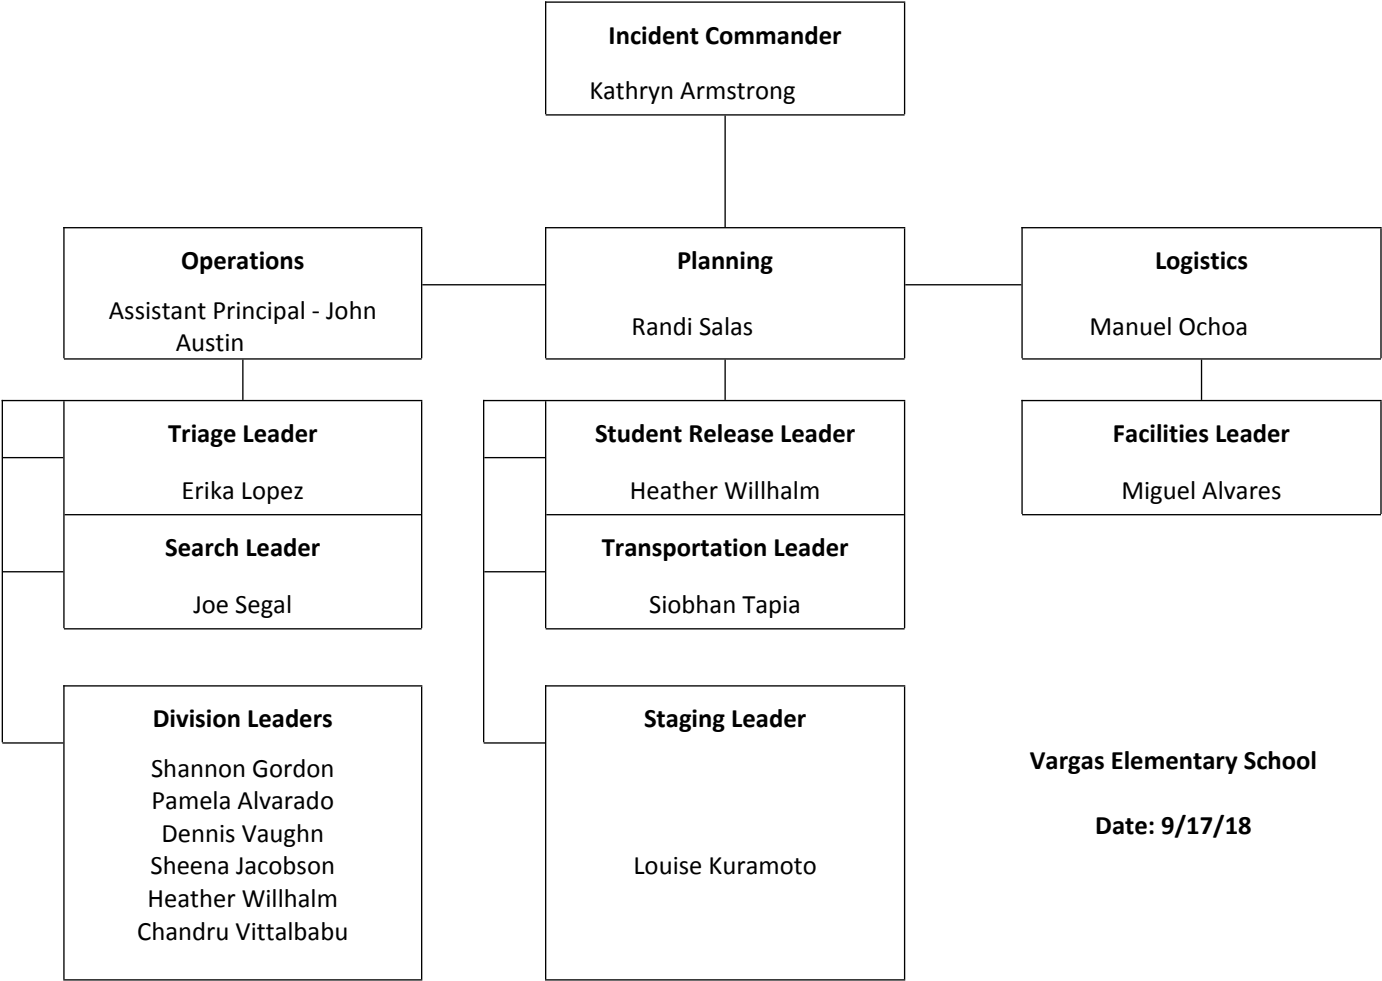 Incident Commander
Kathryn Armstrong
Operations
Assistant Principal - John
Austin
Planning
Randi Salas
Logistics
Manuel Ochoa
Triage Leader
Erika Lopez
Search Leader
Joe Segal
Student Release Leader
Heather Willhalm
Transportation Leader
Siobhan Tapia
Facilities Leader
Miguel Alvares
Division Leaders
Shannon Gordon
Pamela Alvarado
Dennis Vaughn
Sheena Jacobson
Heather Willhalm
Chandru Vittalbabu
Staging Leader
Louise Kuramoto
Vargas Elementary School
Date: 9/17/18